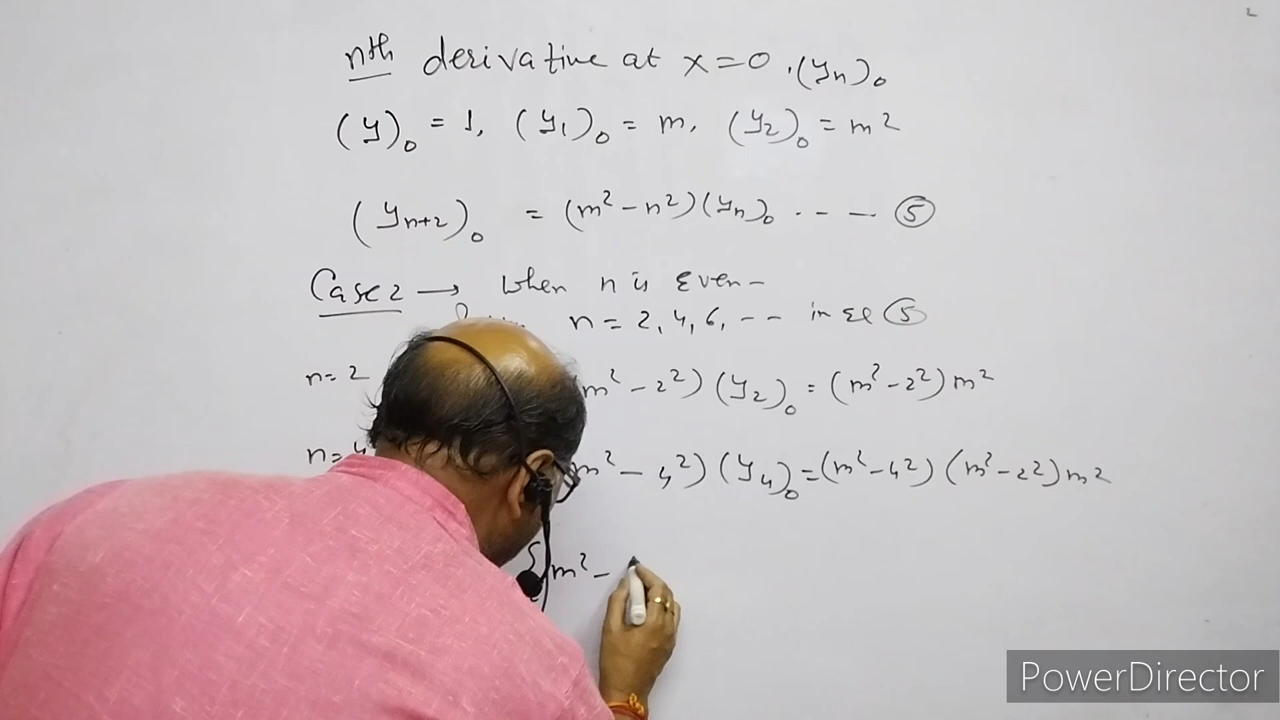 nth derivative at x=0 . (yn)₀
(y)₀ = 1, (y₁)₀ = m, (y₂)₀ = m²
(yn+2)₀ = (m² - n²)(yn)₀ - - - ⑤
Case 2 → When n is Even -
n = 2, 4, 6, - - in Eq ⑤
n = 2 (m² - 2²)(y₂)₀ = (m² - 2²)m²
n = 4 m² - 4²)(y₄)₀ = (m² - 4²)(m² - 2²)m²
{m² -
PowerDirector